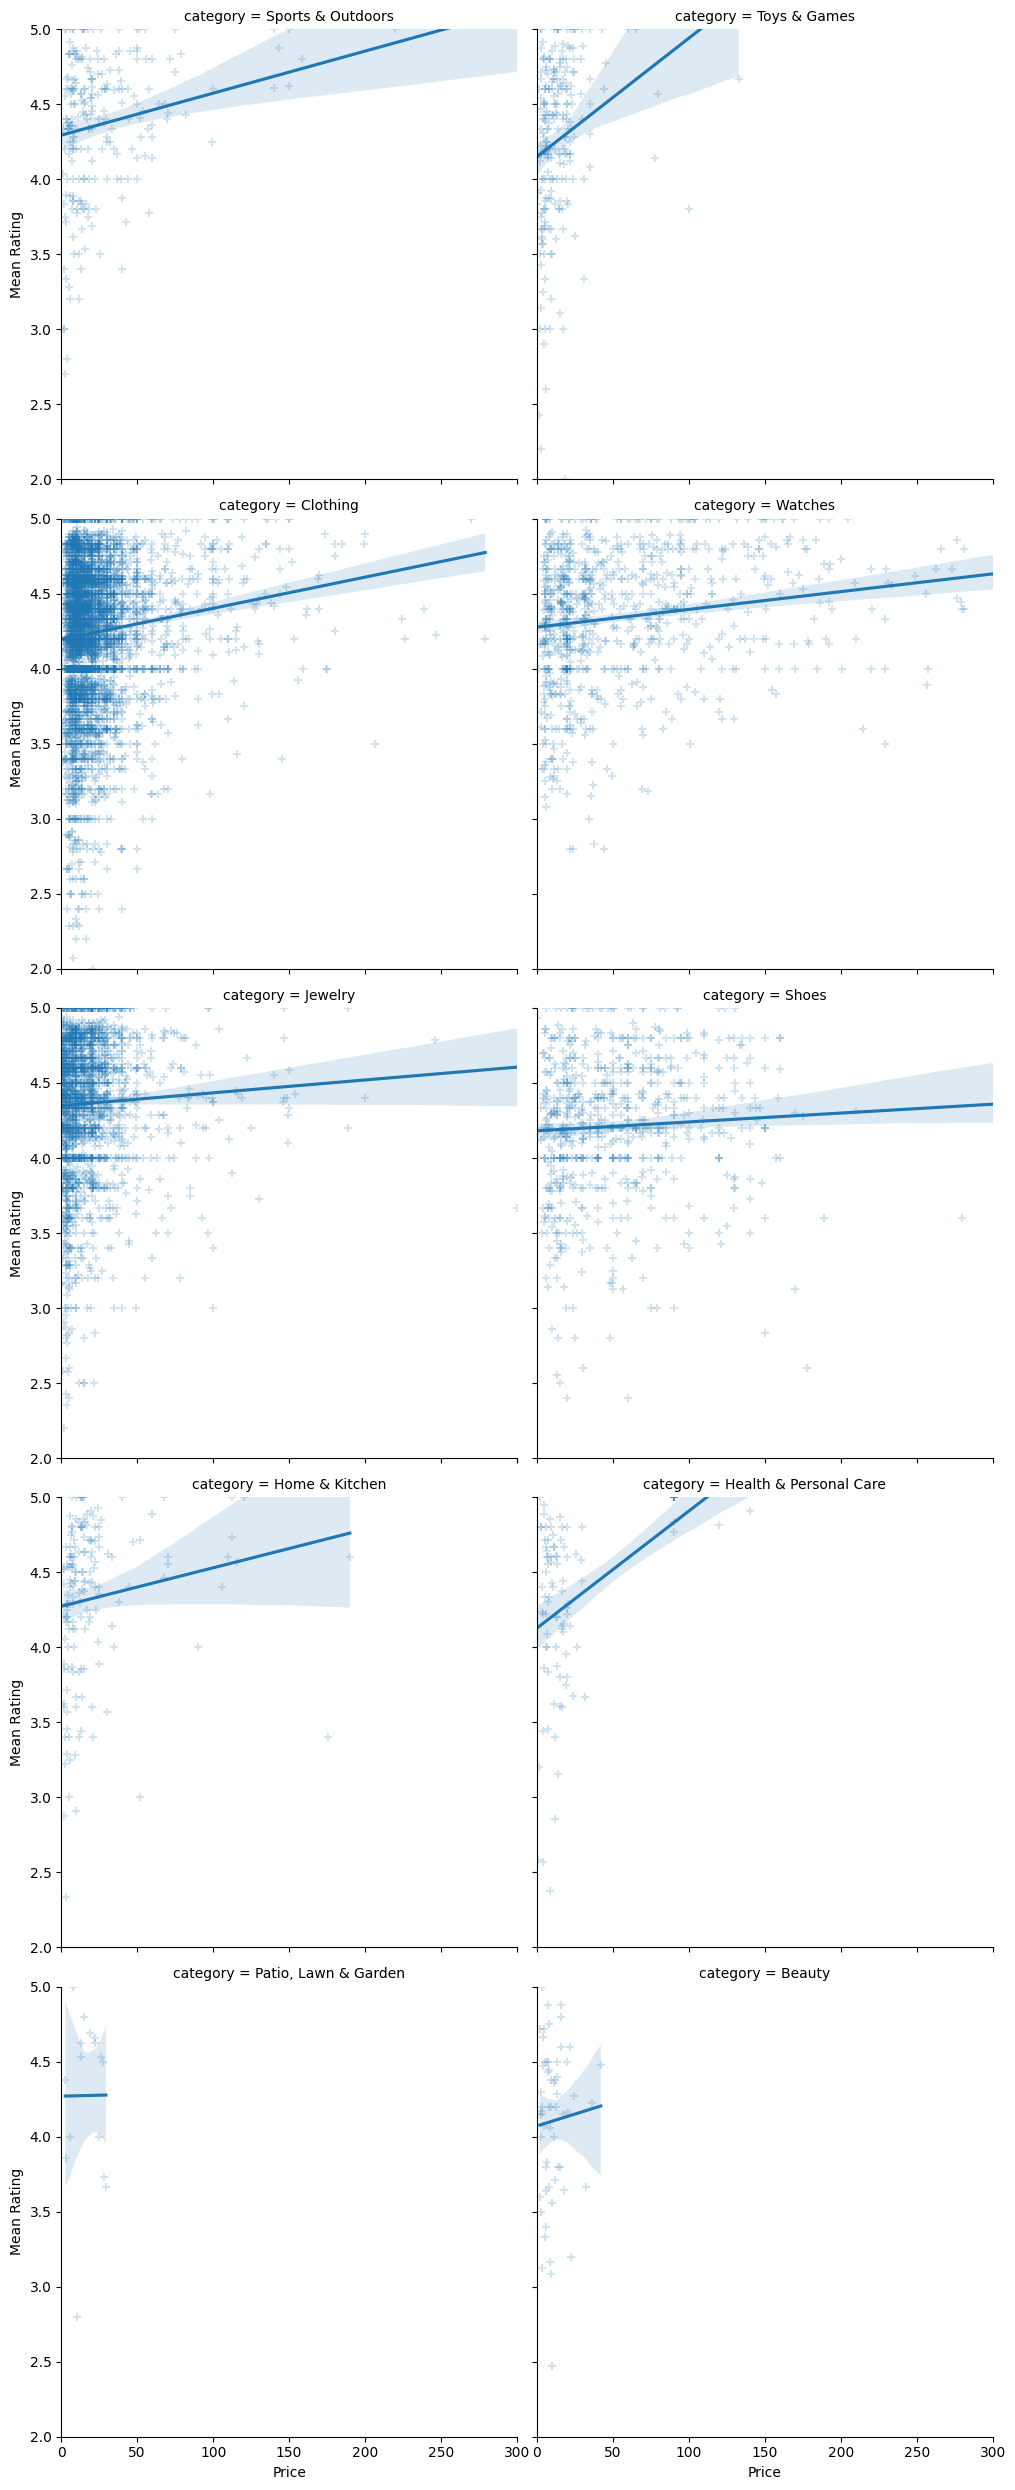 category = Sports & Outdoors
category = Toys & Games
5.0
4.5
4.0
3.5
3.0
2.5
2.0
Mean Rating
category = Clothing
category = Watches
5.0
4.5
4.0
3.5
3.0
2.5
2.0
Mean Rating
category = Jewelry
category = Shoes
5.0
4.5
4.0
3.5
3.0
2.5
2.0
Mean Rating
category = Home & Kitchen
category = Health & Personal Care
5.0
4.5
4.0
3.5
3.0
2.5
2.0
Mean Rating
category = Patio, Lawn & Garden
category = Beauty
5.0
4.5
4.0
3.5
3.0
2.5
2.0
Mean Rating
0 50 100 150 200 250 300
Price
0 50 100 150 200 250 300
Price